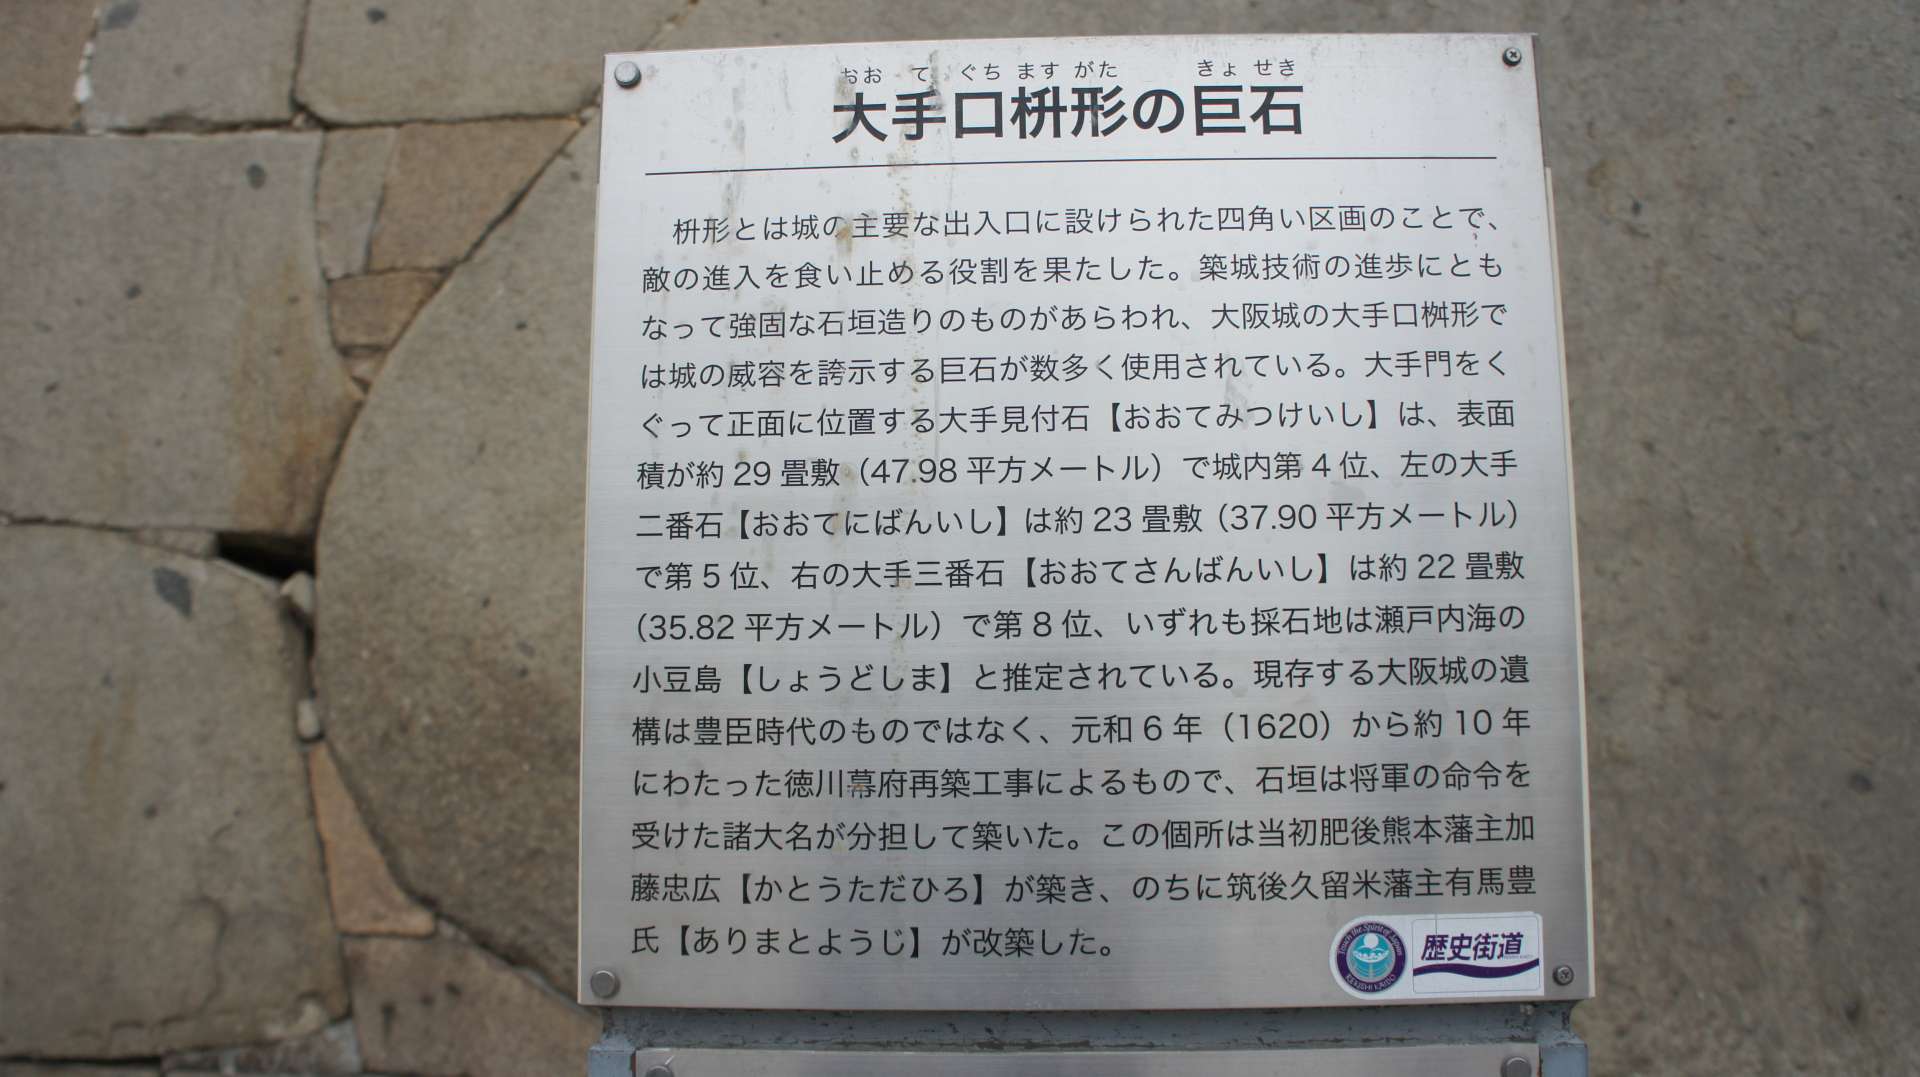 おおてぐちますがた きょせき
大手口枡形の巨石
枡形とは城の主要な出入口に設けられた四角い区画のことで、
敵の進入を食い止める役割を果たした。築城技術の進歩にとも
なって強固な石垣造りのものがあらわれ、大阪城の大手口桝形で
は城の威容を誇示する巨石が数多く使用されている。大手門をく
ぐって正面に位置する大手見付石【おおてみつけいし】は、表面
積が約29畳敷（47.98平方メートル）で城内第4位、左の大手
二番石【おおてにばんいし】は約23畳敷（37.90平方メートル）
で第5位、右の大手三番石【おおてさんばんいし】は約22畳敷
（35.82平方メートル）で第8位、いずれも採石地は瀬戸内海の
小豆島【しょうどしま】と推定されている。現存する大阪城の遺
構は豊臣時代のものではなく、元和6年（1620）から約10年
にわたった徳川幕府再築工事によるもので、石垣は将軍の命令を
受けた諸大名が分担して築いた。この個所は当初肥後熊本藩主加
藤忠広【かとうただひろ】が築き、のちに筑後久留米藩主有馬豊
氏【ありまとようじ】が改築した。
Touch the Spirit of Japan
REKISHI KAIDO
歴史街道